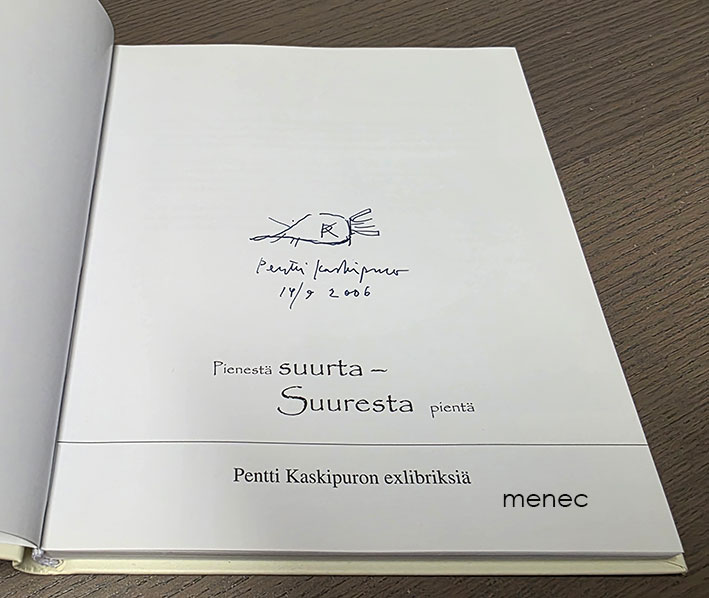 Pentti Kaskipuro
14/9 2006
Pienestä suurta –
Suuresta pientä
Pentti Kaskipuron exlibriksiä
menec